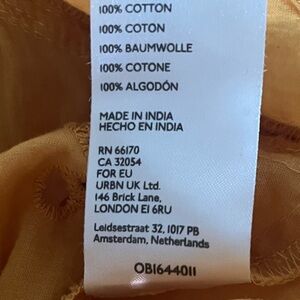 100% COTTON
100% COTON
100% BAUMWOLLE
100% COTONE
100% ALGODÓN
MADE IN INDIA
HECHO EN INDIA
RN 66170
CA 32054
FOR EU
URBN UK Ltd.
146 Brick Lane,
LONDON E1 6RU
Leidsestraat 32, 1017 PB
Amsterdam, Netherlands
OB1644011